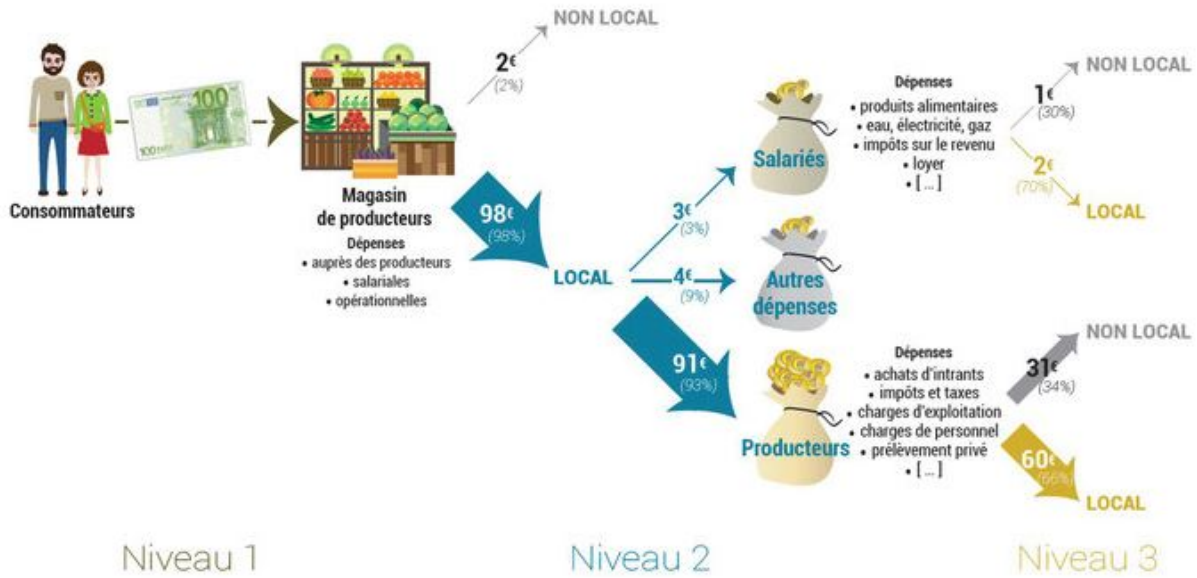 NON LOCAL
2€
(2%)
100
100 EURO
Consommateurs
Magasin
de producteurs
Dépenses
• auprès des producteurs
• salariales
• opérationnelles
98€
(98%)
LOCAL
3€
(3%)
4€
(9%)
91€
(93%)
Salariés
Autres
dépenses
Producteurs
Dépenses
• produits alimentaires
• eau, électricité, gaz
• impôts sur le revenu
• loyer
• [...]
NON LOCAL
1€
(30%)
2€
(70%)
LOCAL
Dépenses
• achats d'intrants
• impôts et taxes
• charges d'exploitation
• charges de personnel
• prélèvement privé
• [...]
NON LOCAL
31€
(34%)
60€
(66%)
LOCAL
Niveau 1
Niveau 2
Niveau 3